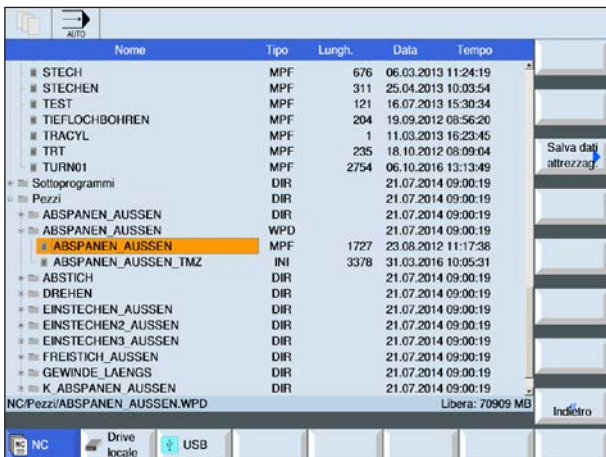 AUTO
Nome Tipo Lungh. Data Tempo
STECH MPF 676 06.03.2013 11:24:19
STECHEN MPF 311 25.04.2013 10:03:54
TEST MPF 121 16.07.2013 15:30:34
TIEFLOCHBOHREN MPF 204 19.09.2012 08:56:20
TRACYL MPF 1 11.03.2013 16:23:45
TRT MPF 235 18.10.2012 08:09:04
TURN01 MPF 2754 06.10.2016 13:13:49
Sottoprogrammi DIR 21.07.2014 09:00:19
Pezzi DIR 21.07.2014 09:00:19
ABSPANEN_AUSSEN DIR 21.07.2014 09:00:19
ABSPANEN_AUSSEN WPD 21.07.2014 09:00:19
ABSPANEN_AUSSEN MPF 1727 23.08.2012 11:17:38
ABSPANEN_AUSSEN_TMZ INI 3378 31.03.2016 10:05:31
ABSTICH DIR 21.07.2014 09:00:19
DREHEN DIR 21.07.2014 09:00:19
EINSTECHEN_AUSSEN DIR 21.07.2014 09:00:19
EINSTECHEN2_AUSSEN DIR 21.07.2014 09:00:19
EINSTECHEN3_AUSSEN DIR 21.07.2014 09:00:19
FREISTICH_AUSSEN DIR 21.07.2014 09:00:19
GEWINDE_LAENGS DIR 21.07.2014 09:00:19
K_ABSPANEN_AUSSEN DIR 21.07.2014 09:00:19
NC/Pezzi/ABSPANEN_AUSSEN.WPD Libera: 70909 MB
Salva dati
attrezzag.
Indietro
NC
Drive
locale
USB